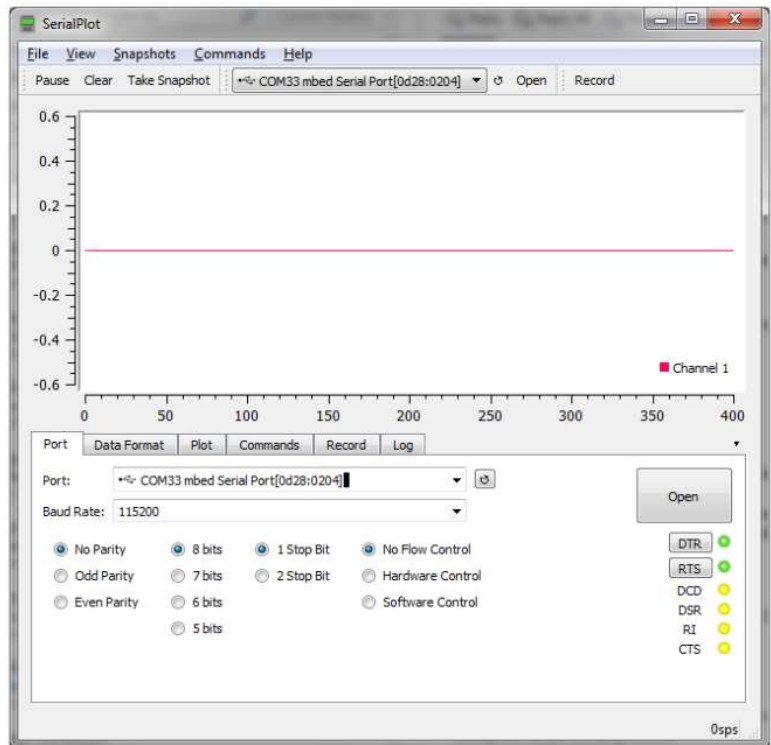 SerialPlot
File View Snapshots Commands Help
Pause Clear Take Snapshot COM33 mbed Serial Port[0d28:0204] Open Record
0.6
0.4
0.2
0
-0.2
-0.4
-0.6
Channel 1
0 50 100 150 200 250 300 350 400
Port Data Format Plot Commands Record Log
Port: COM33 mbed Serial Port[0d28:0204]
Open
Baud Rate: 115200
No Parity 8 bits 1 Stop Bit No Flow Control DTR
Odd Parity 7 bits 2 Stop Bit Hardware Control RTS
DCD
Even Parity 6 bits Software Control
DSR
5 bits RI
CTS
0sps